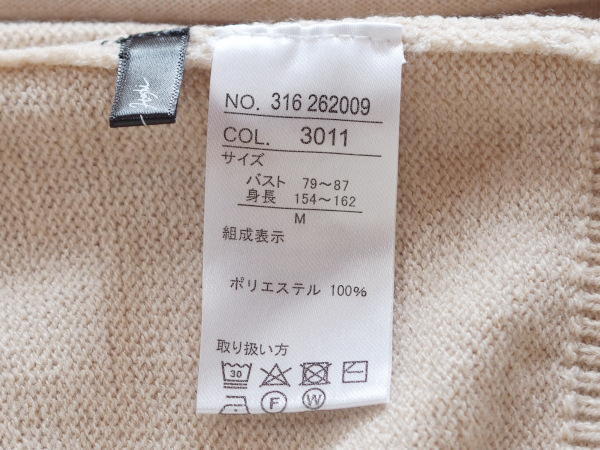 NO. 316 262009
COL. 3011
サイズ
バスト 79～87
身長 154～162
M
組成表示
ポリエステル 100%
取り扱い方
30
F W